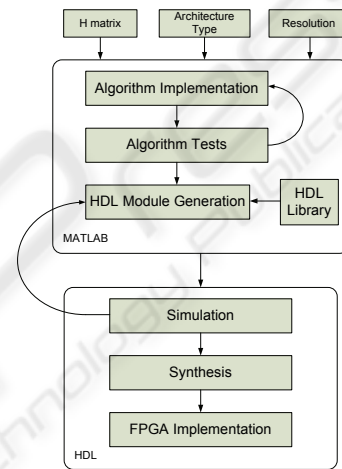 H matrix
Architecture
Type
Resolution
Algorithm Implementation
Algorithm Tests
HDL Module Generation
HDL
Library
MATLAB
Simulation
Synthesis
FPGA Implementation
HDL